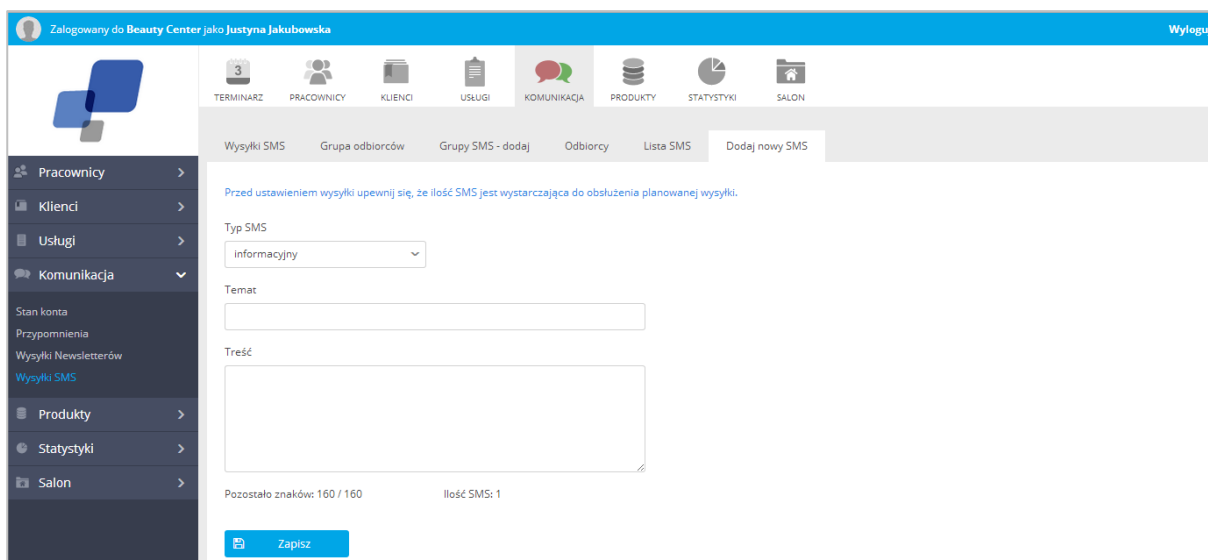 Zalogowany do Beauty Center jako Justyna Jakubowska
Wylogu
3
TERMINARZ PRACOWNICY KLIENCI USŁUGI KOMUNIKACJA PRODUKTY STATYSTYKI SALON
Wysyłki SMS Grupa odbiorców Grupy SMS - dodaj Odbiorcy Lista SMS Dodaj nowy SMS
Pracownicy
Klienci
Usługi
Komunikacja
Stan konta
Przypomnienia
Wysyłki Newsletterów
Wysyłki SMS
Produkty
Statystyki
Salon
Przed ustawieniem wysyłki upewnij się, że ilość SMS jest wystarczająca do obsłużenia planowanej wysyłki.
Typ SMS
informacyjny
Temat
Treść
Pozostało znaków: 160 / 160 Ilość SMS: 1
Zapisz